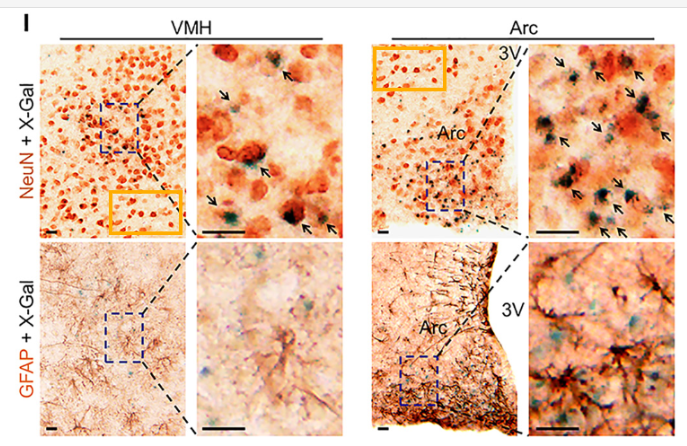 I
VMH
Arc
NeuN + X-Gal
3V
Arc
GFAP + X-Gal
3V
Arc